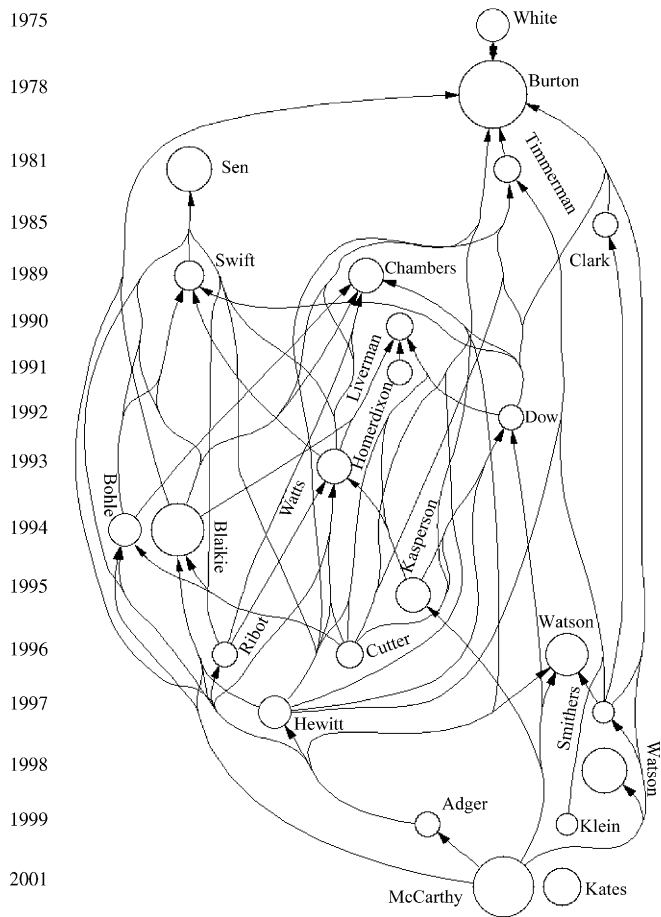 1975
White
1978
Burton
1981
Sen
Timmerman
1985
Clark
Swift
1989
Chambers
1990
Liverman
1991
Homerdixon
1992
Dow
1993
Watts
Bohle
1994
Blaikie
Kasperson
1995
Watson
1996
Ribot
Cutter
1997
Hewitt
Smithers
1998
Watson
Adger
1999
Klein
2001
McCarthy
Kates